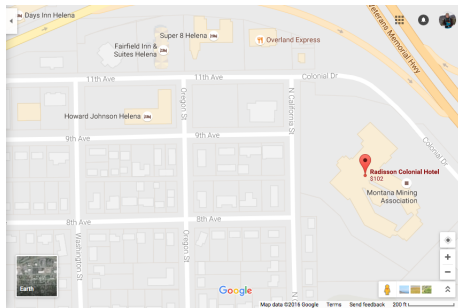 Days Inn Helena
Super 8 Helena
Overland Express
Veterans Memorial Hwy
Fairfield Inn &
Suites Helena
11th Ave
11th Ave
Colonial Dr
Oregon St
N California St
Howard Johnson Helena
9th Ave
9th Ave
Colonial Dr
Radisson Colonial Hotel
$102
Montana Mining
Association
8th Ave
8th Ave
Washington St
Oregon St
Earth
Google
Map data ©2016 Google Terms Send feedback 200 ft